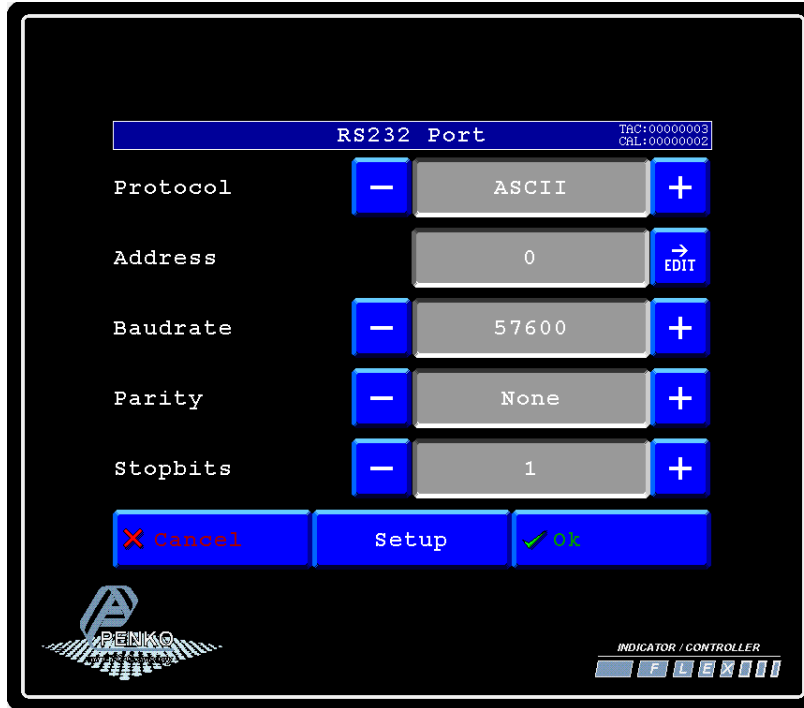 RS232 Port
TAC:00000003
CAL:00000002
Protocol - ASCII +
Address 0 → EDIT
Baudrate - 57600 +
Parity - None +
Stopbits - 1 +
Cancel Setup Ok
PENKO
INDICATOR / CONTROLLER
FLEX